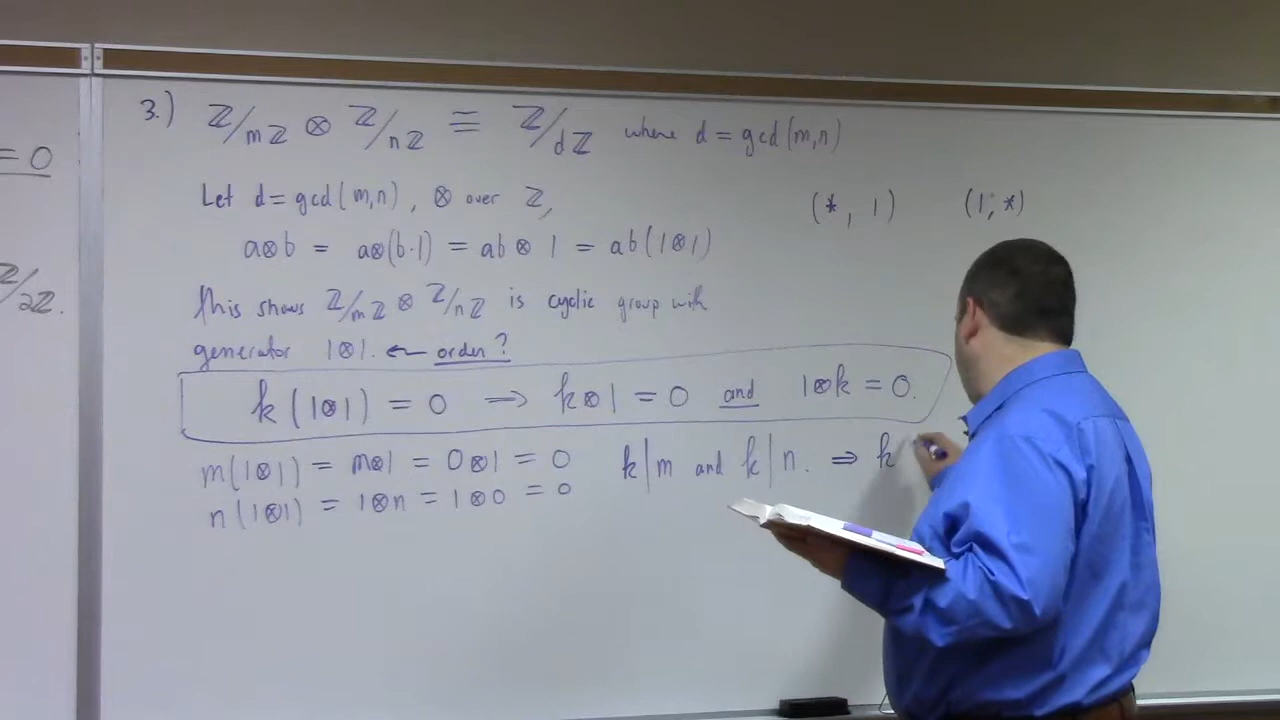 = 0
ℤ/2ℤ.
3.) ℤ/mℤ ⊗ ℤ/nℤ ≅ ℤ/dℤ where d = gcd(m,n)
Let d = gcd(m,n), ⊗ over ℤ,
(*, 1) (1, *)
a⊗b = a⊗(b·1) = ab ⊗ 1 = ab(1⊗1)
This shows ℤ/mℤ ⊗ ℤ/nℤ is cyclic group with
generator 1⊗1. ← order?
k(1⊗1) = 0 ⇒ k⊗1 = 0 and 1⊗k = 0.
m(1⊗1) = m⊗1 = 0⊗1 = 0 k|m and k|n. ⇒ k
n(1⊗1) = 1⊗n = 1⊗0 = 0